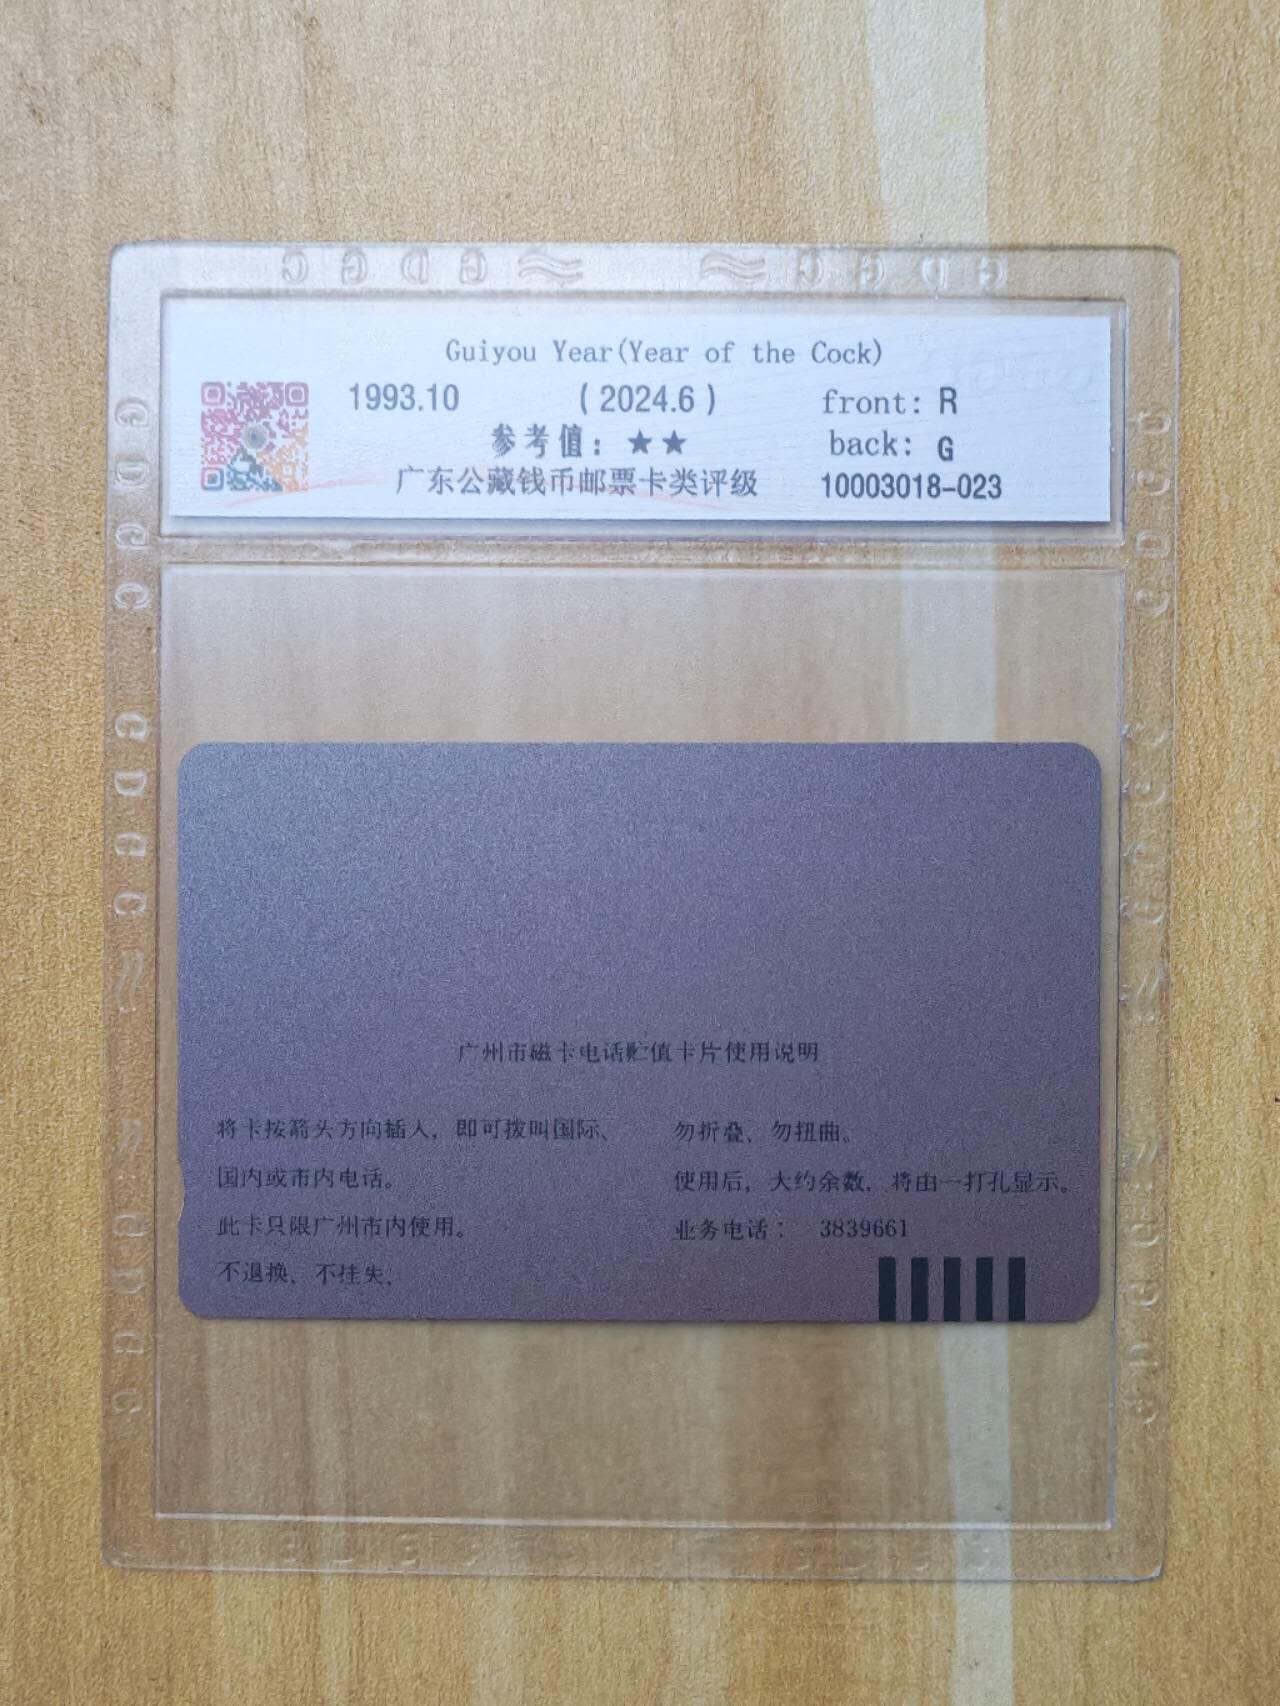 G D G C
C G D G
Guiyou Year(Year of the Cock)
1993.10 (2024.6) front: R
参考值：★★ back: G
广东公藏钱币邮票卡类评级 10003018-023
广州市磁卡电话贮值卡片使用说明
将卡按箭头方向插入，即可拨叫国际、
国内或市内电话。
此卡只限广州市内使用。
不退换、不挂失、
勿折叠、勿扭曲。
使用后，大约余数，将由一打孔显示。
业务电话： 3839661